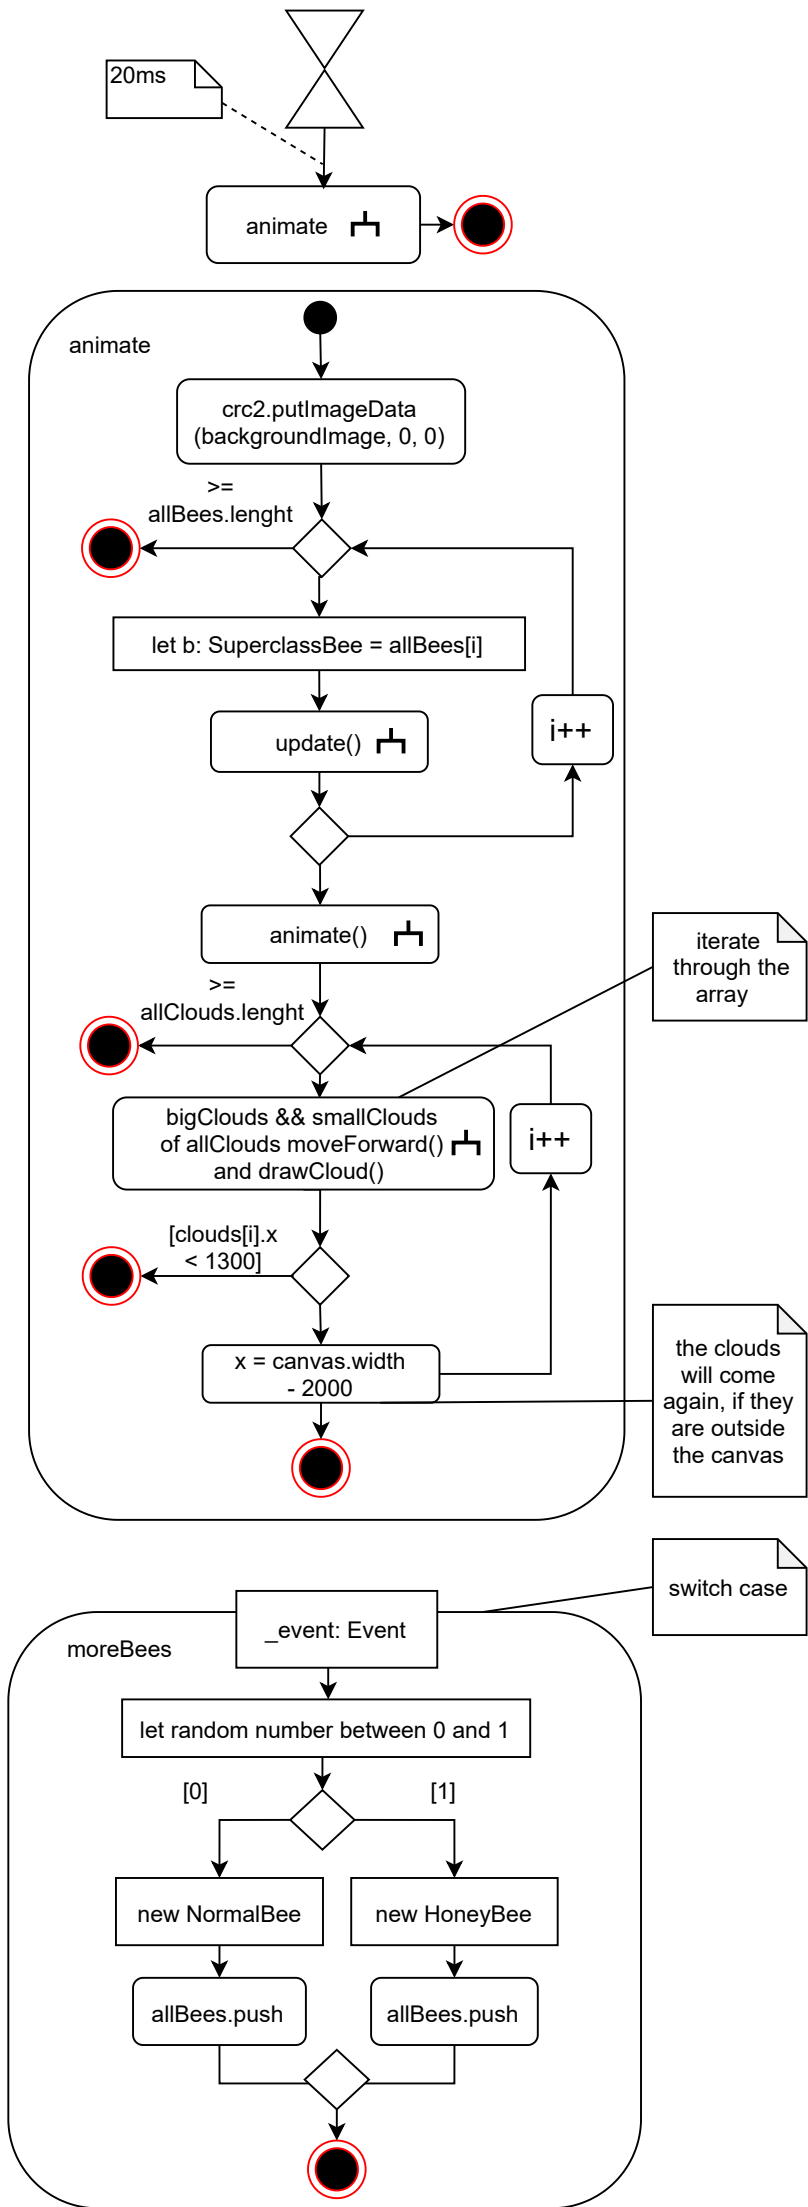 20ms
animate
animate
crc2.putImageData
(backgroundImage, 0, 0)
>=
allBees.lenght
let b: SuperclassBee = allBees[i]
i++
update()
animate()
iterate
through the
array
>=
allClouds.lenght
bigClouds && smallClouds
of allClouds moveForward()
and drawCloud()
i++
[clouds[i].x
< 1300]
x = canvas.width
- 2000
the clouds
will come
again, if they
are outside
the canvas
switch case
_event: Event
moreBees
let random number between 0 and 1
[0]
[1]
new NormalBee
new HoneyBee
allBees.push
allBees.push